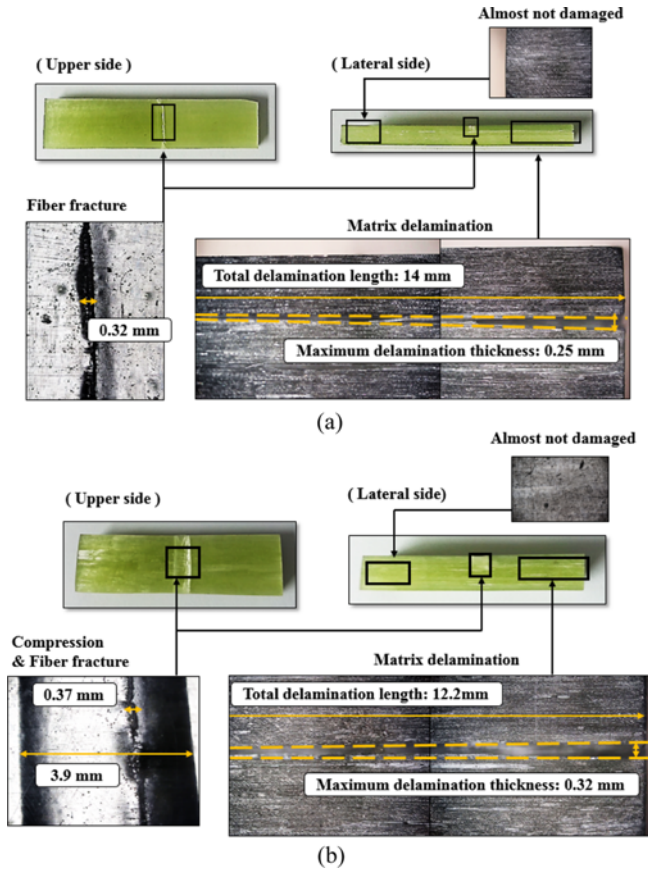 Almost not damaged
( Upper side )
( Lateral side)
Fiber fracture
Matrix delamination
Total delamination length: 14 mm
0.32 mm
Maximum delamination thickness: 0.25 mm
(a)
Almost not damaged
( Upper side )
( Lateral side)
Compression
& Fiber fracture
Matrix delamination
0.37 mm
Total delamination length: 12.2mm
3.9 mm
Maximum delamination thickness: 0.32 mm
(b)